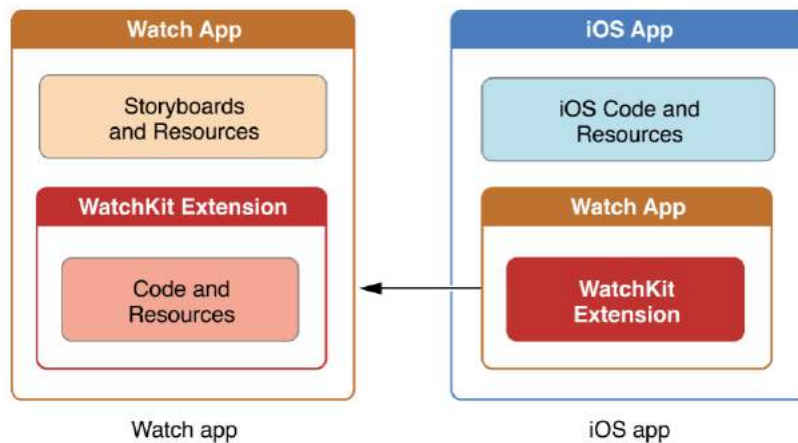 Watch App
Storyboards
and Resources
WatchKit Extension
Code and
Resources
Watch app
iOS App
iOS Code and
Resources
Watch App
WatchKit
Extension
iOS app